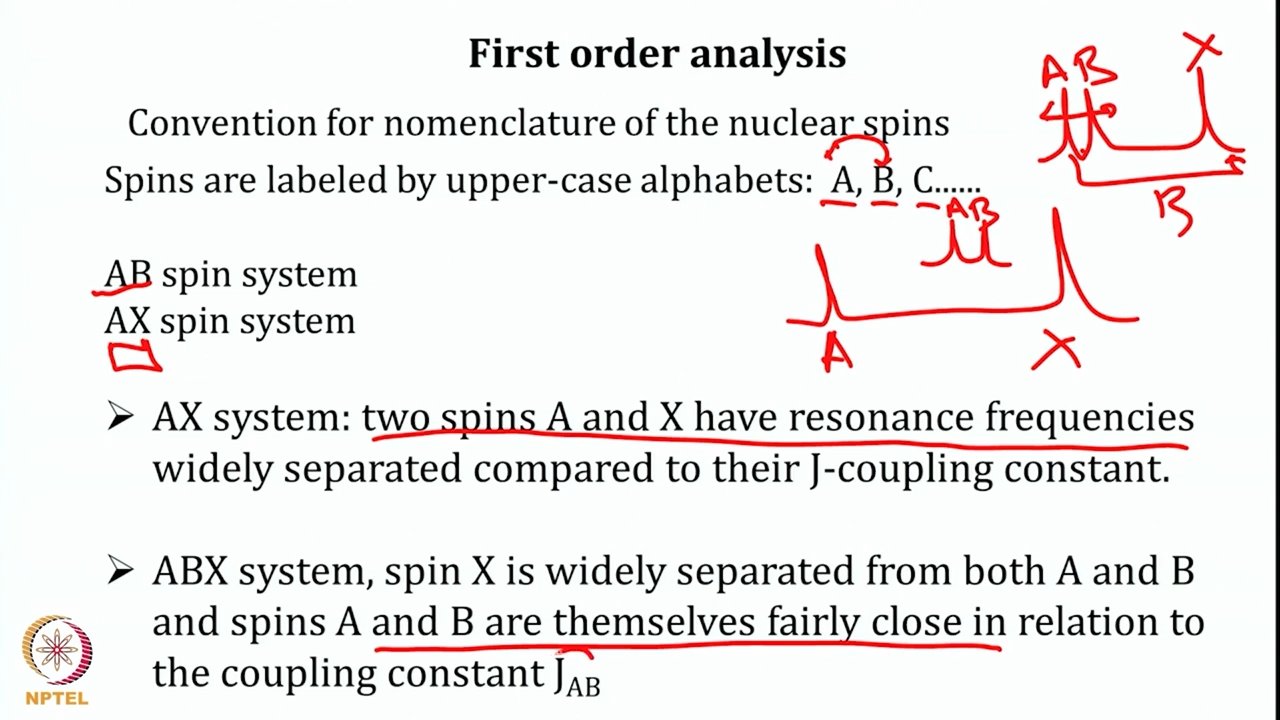 First order analysis
X
A B
Convention for nomenclature of the nuclear spins
Spins are labeled by upper-case alphabets: A, B, C......
B
A B
AB spin system
AX spin system
A
X
➢ AX system: two spins A and X have resonance frequencies
widely separated compared to their J-coupling constant.
➢ ABX system, spin X is widely separated from both A and B
and spins A and B are themselves fairly close in relation to
the coupling constant J_AB
NPTEL